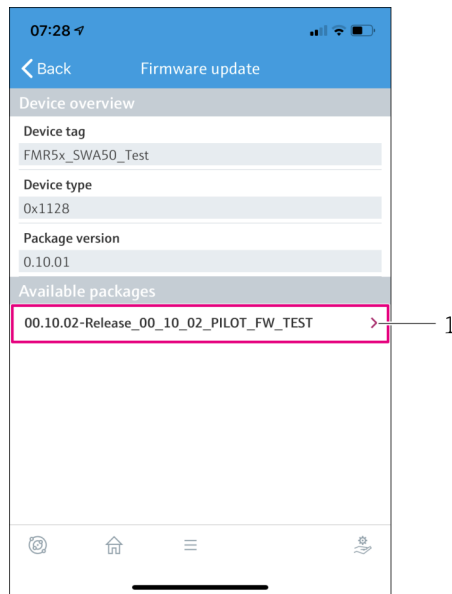 07:28
Back
Firmware update
Device overview
Device tag
FMR5x_SWA50_Test
Device type
0x1128
Package version
0.10.01
Available packages
00.10.02-Release_00_10_02_PILOT_FW_TEST
1